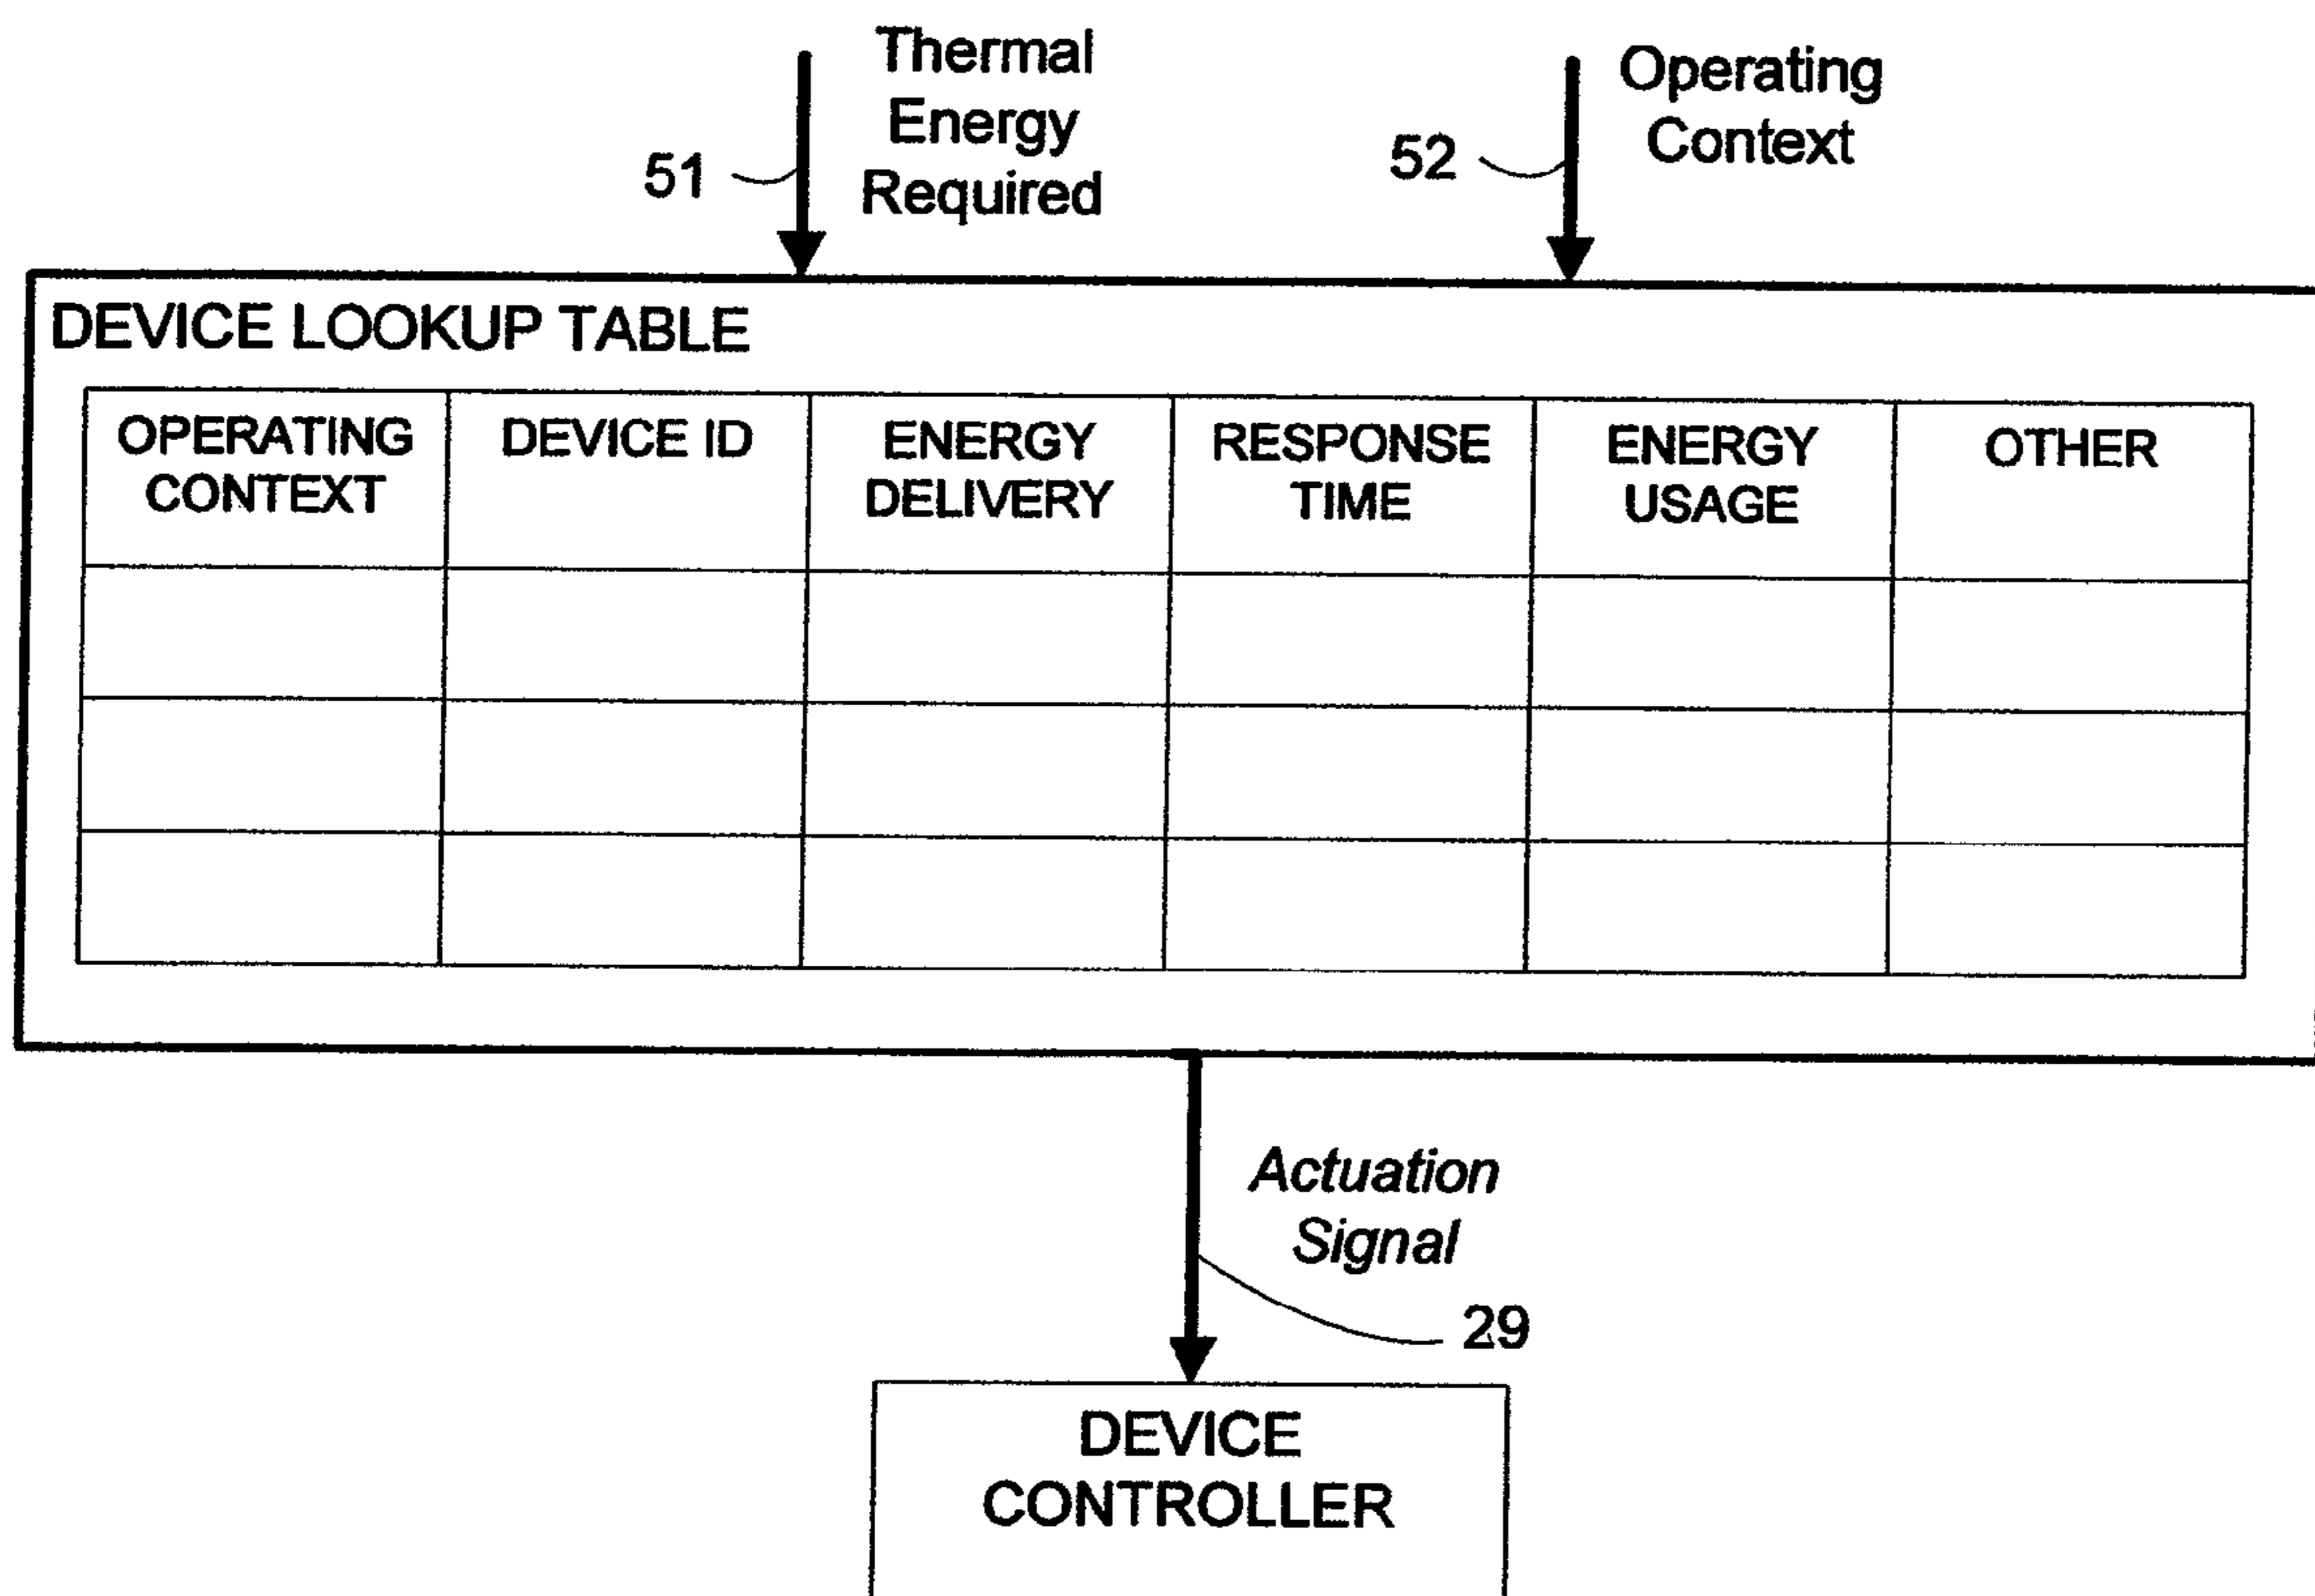 Thermal
Energy
Required
51
Operating
Context
52
DEVICE LOOKUP TABLE
OPERATING
CONTEXT
DEVICE ID
ENERGY
DELIVERY
RESPONSE
TIME
ENERGY
USAGE
OTHER
Actuation
Signal
29
DEVICE
CONTROLLER